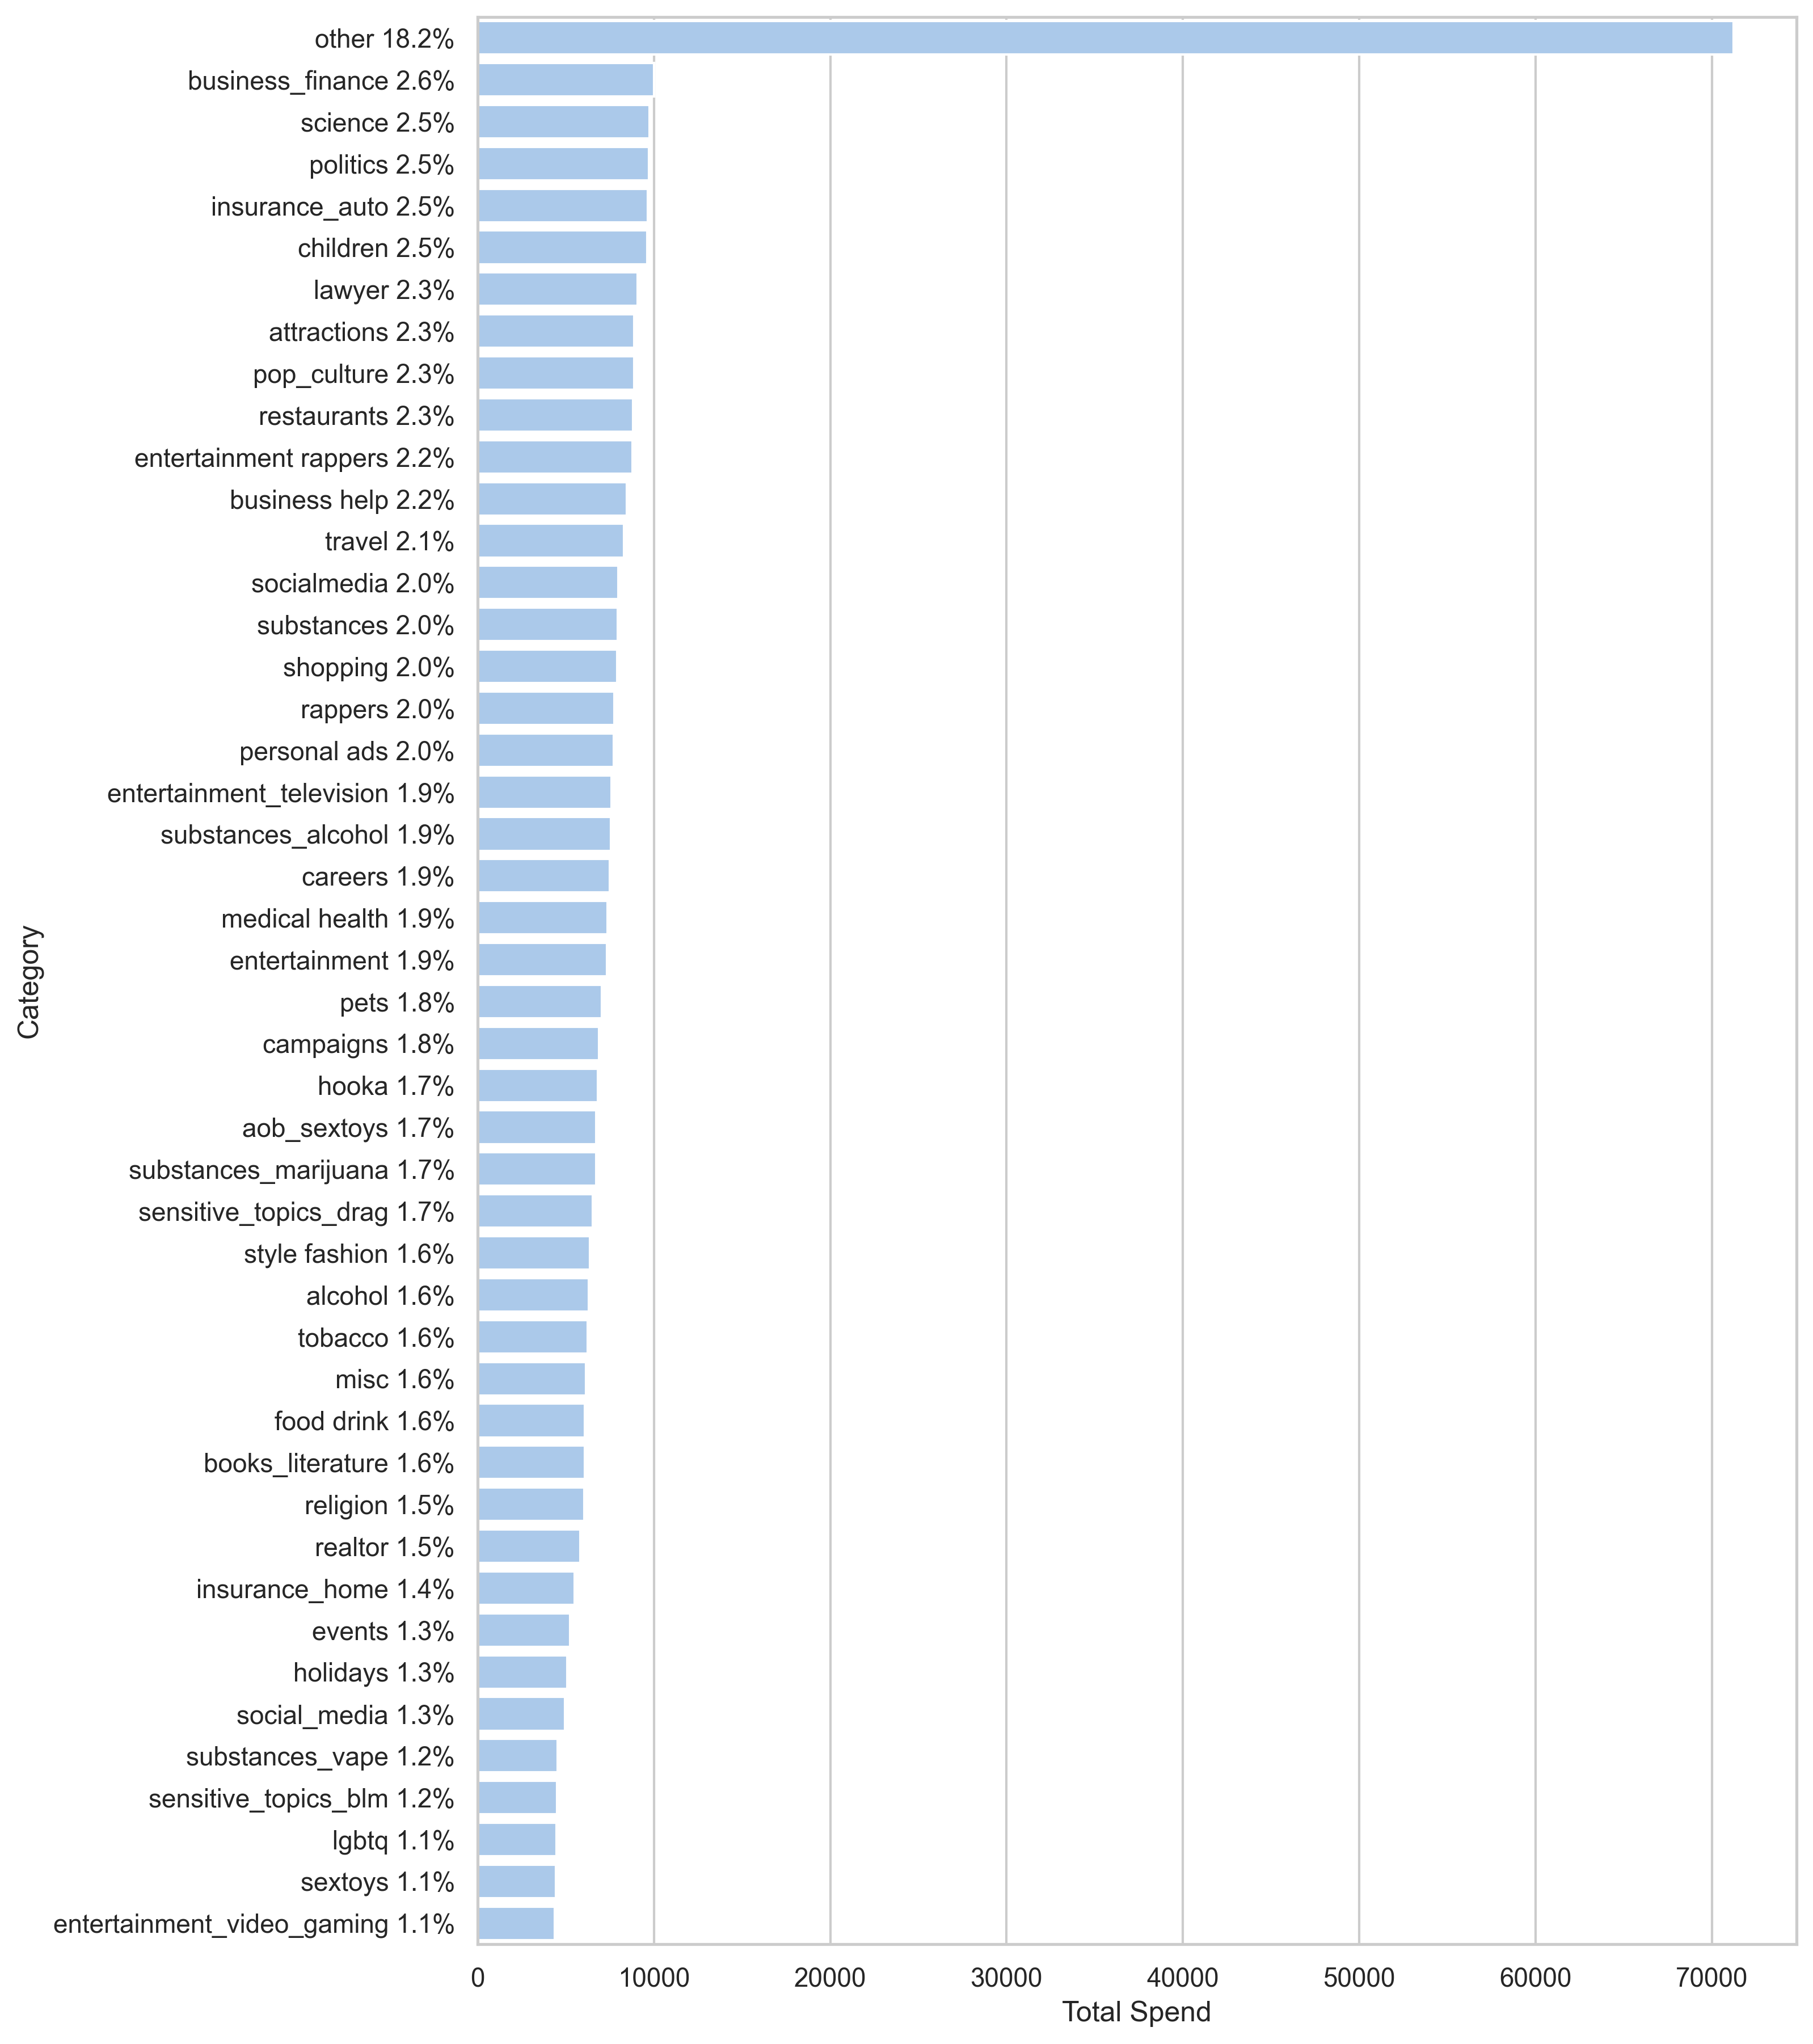 other 18.2%
business_finance 2.6%
science 2.5%
politics 2.5%
insurance_auto 2.5%
children 2.5%
lawyer 2.3%
attractions 2.3%
pop_culture 2.3%
restaurants 2.3%
entertainment rappers 2.2%
business help 2.2%
travel 2.1%
socialmedia 2.0%
substances 2.0%
shopping 2.0%
rappers 2.0%
personal ads 2.0%
entertainment_television 1.9%
substances_alcohol 1.9%
careers 1.9%
medical health 1.9%
entertainment 1.9%
pets 1.8%
campaigns 1.8%
hooka 1.7%
aob_sextoys 1.7%
substances_marijuana 1.7%
sensitive_topics_drag 1.7%
style fashion 1.6%
alcohol 1.6%
tobacco 1.6%
misc 1.6%
food drink 1.6%
books_literature 1.6%
religion 1.5%
realtor 1.5%
insurance_home 1.4%
events 1.3%
holidays 1.3%
social_media 1.3%
substances_vape 1.2%
sensitive_topics_blm 1.2%
lgbtq 1.1%
sextoys 1.1%
entertainment_video_gaming 1.1%
Category
0 10000 20000 30000 40000 50000 60000 70000
Total Spend